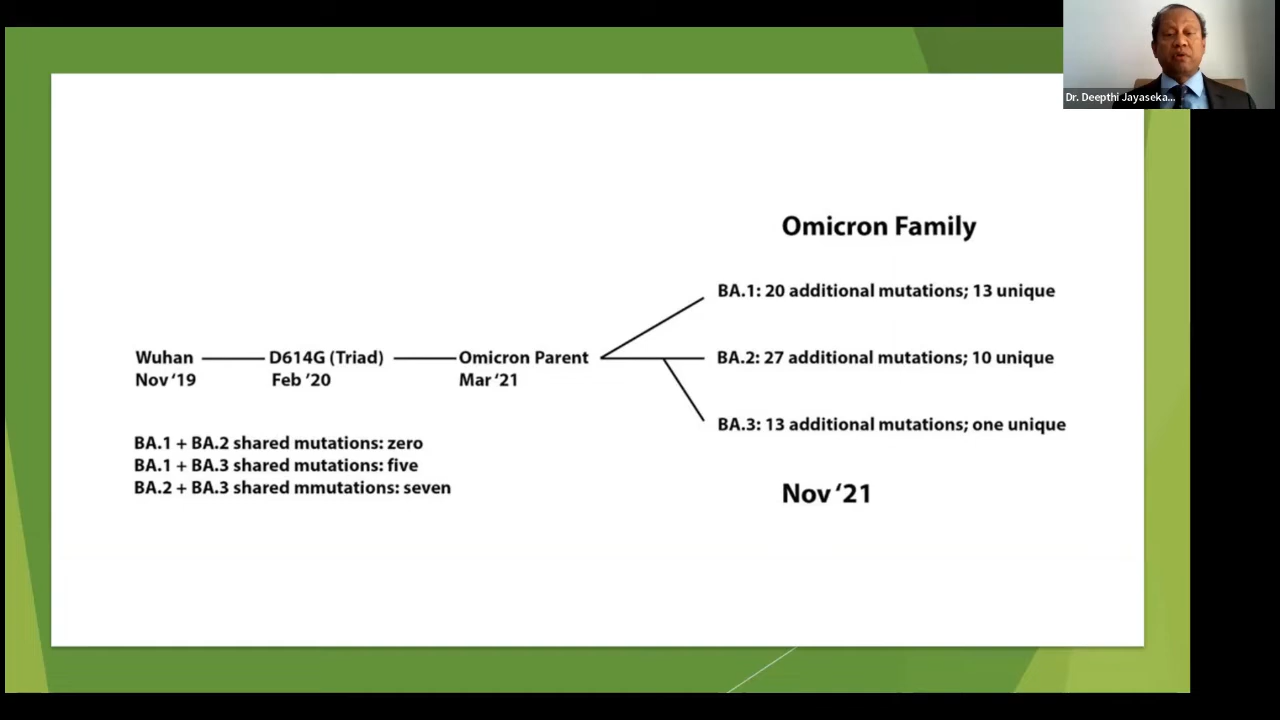 Dr. Deepthi Jayaseka...
Omicron Family
BA.1: 20 additional mutations; 13 unique
Wuhan D614G (Triad) Omicron Parent BA.2: 27 additional mutations; 10 unique
Nov ‘19 Feb ‘20 Mar ‘21
BA.3: 13 additional mutations; one unique
BA.1 + BA.2 shared mutations: zero
BA.1 + BA.3 shared mutations: five
BA.2 + BA.3 shared mmutations: seven
Nov ‘21